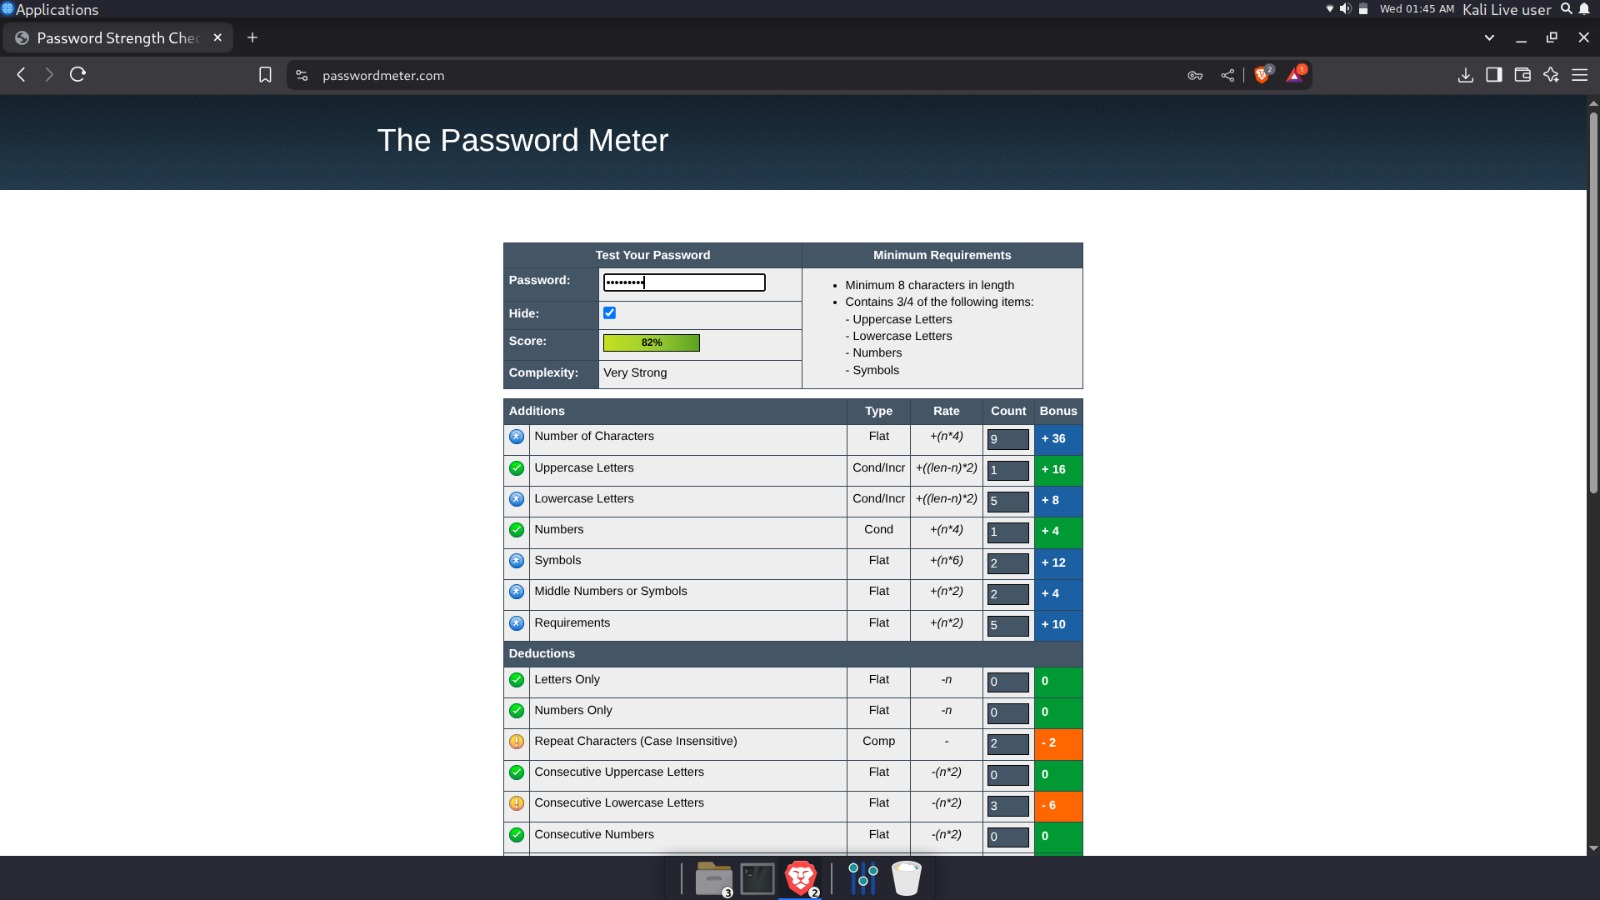 Applications
Wed 01:45 AM Kali Live user
Password Strength Che
passwordmeter.com
2
1
The Password Meter
Test Your Password
Minimum Requirements
Password:
•••••••••
Hide:
Score:
82%
Complexity:
Very Strong
• Minimum 8 characters in length
• Contains 3/4 of the following items:
- Uppercase Letters
- Lowercase Letters
- Numbers
- Symbols
Additions Type Rate Count Bonus
Number of Characters Flat +(n*4) 9 + 36
Uppercase Letters Cond/Incr +((len-n)*2) 1 + 16
Lowercase Letters Cond/Incr +((len-n)*2) 5 + 8
Numbers Cond +(n*4) 1 + 4
Symbols Flat +(n*6) 2 + 12
Middle Numbers or Symbols Flat +(n*2) 2 + 4
Requirements Flat +(n*2) 5 + 10
Deductions
Letters Only Flat -n 0 0
Numbers Only Flat -n 0 0
Repeat Characters (Case Insensitive) Comp - 2 - 2
Consecutive Uppercase Letters Flat -(n*2) 0 0
Consecutive Lowercase Letters Flat -(n*2) 3 - 6
Consecutive Numbers Flat -(n*2) 0 0
3
2